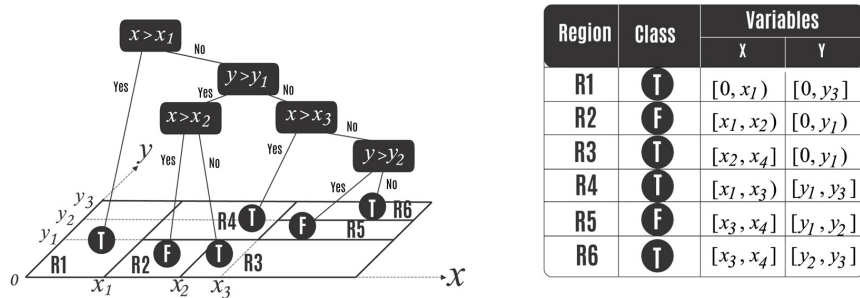 x>x1
Yes
No
y>y1
Yes
No
x>x2
x>x3
Yes
No
Yes
No
y>y2
Yes
No
y
y3
y2
y1
0
x1
x2
x3
x
R1
T
R2
F
T
R3
R4
T
F
R5
T
R6
Region Class Variables
X Y
R1 T [0, x1) [0, y3]
R2 F [x1, x2) [0, y1)
R3 T [x2, x4] [0, y1)
R4 T [x1, x3) [y1, y3]
R5 F [x3, x4] [y1, y2]
R6 T [x3, x4] [y2, y3]